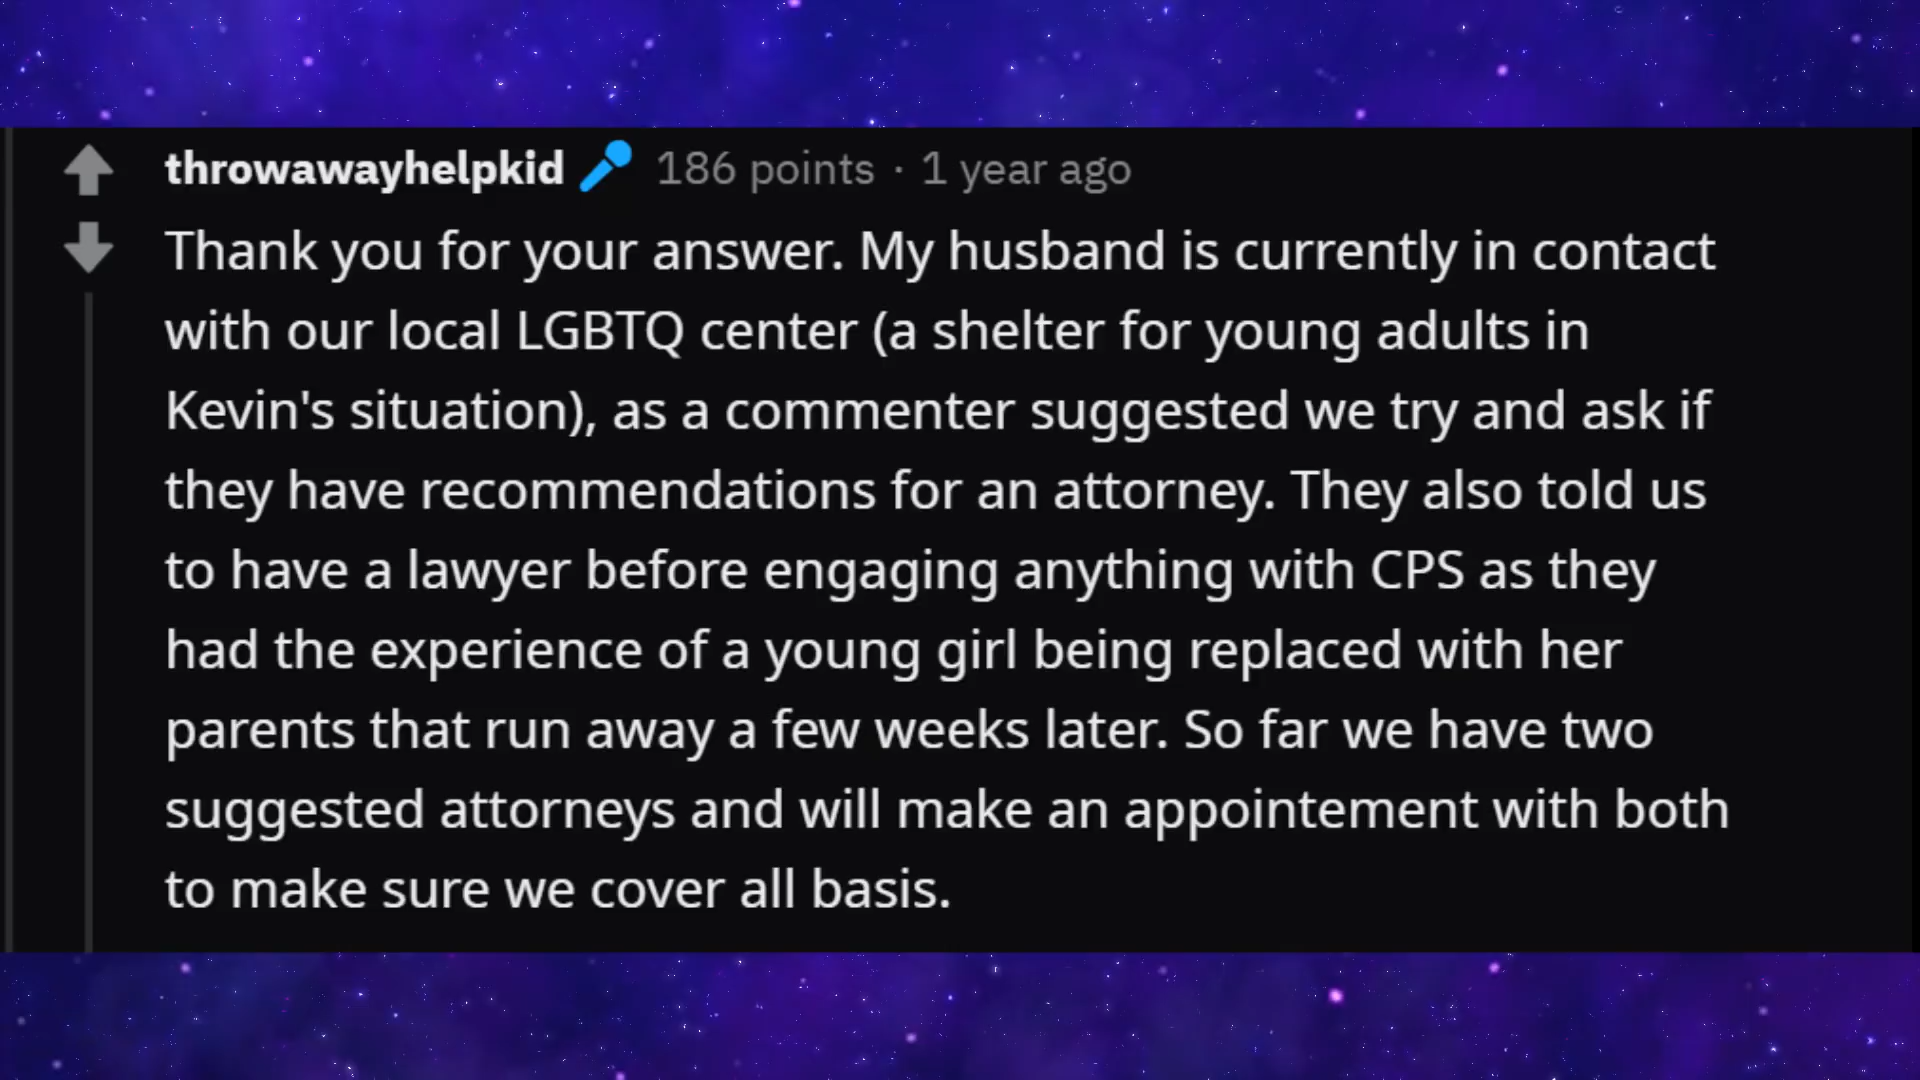 throwawayhelpkid 186 points · 1 year ago
Thank you for your answer. My husband is currently in contact
with our local LGBTQ center (a shelter for young adults in
Kevin's situation), as a commenter suggested we try and ask if
they have recommendations for an attorney. They also told us
to have a lawyer before engaging anything with CPS as they
had the experience of a young girl being replaced with her
parents that run away a few weeks later. So far we have two
suggested attorneys and will make an appointement with both
to make sure we cover all basis.